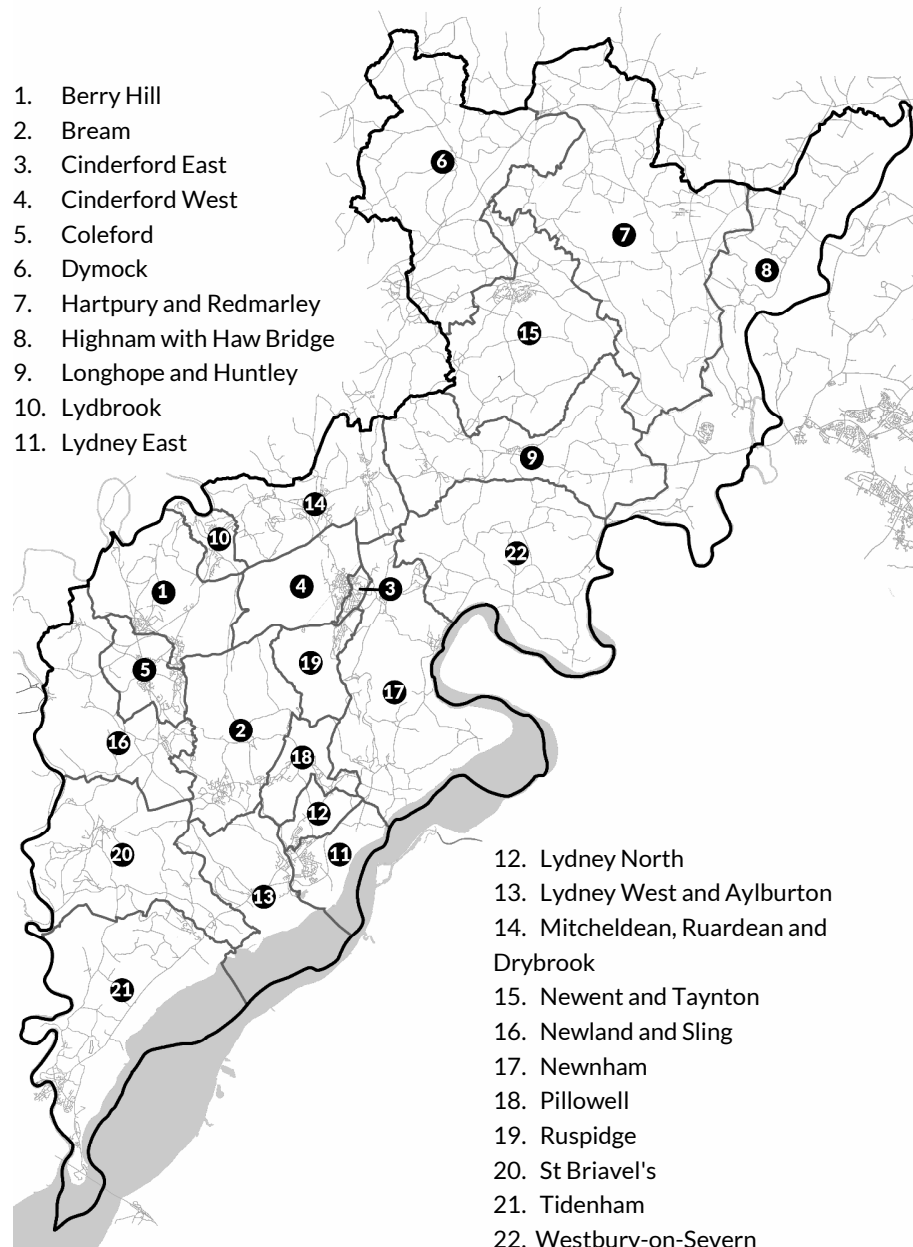 1. Berry Hill
2. Bream
3. Cinderford East
4. Cinderford West
5. Coleford
6. Dymock
7. Hartpury and Redmarley
8. Highnam with Haw Bridge
9. Longhope and Huntley
10. Lydbrook
11. Lydney East
6
7
8
15
9
14
10
22
1
4
3
5
19
17
16
2
18
12
20
11
13
21
12. Lydney North
13. Lydney West and Aylburton
14. Mitcheldean, Ruardean and
Drybrook
15. Newent and Taynton
16. Newland and Sling
17. Newnham
18. Pillowell
19. Ruspidge
20. St Briavel's
21. Tidenham
22. Westbury-on-Severn